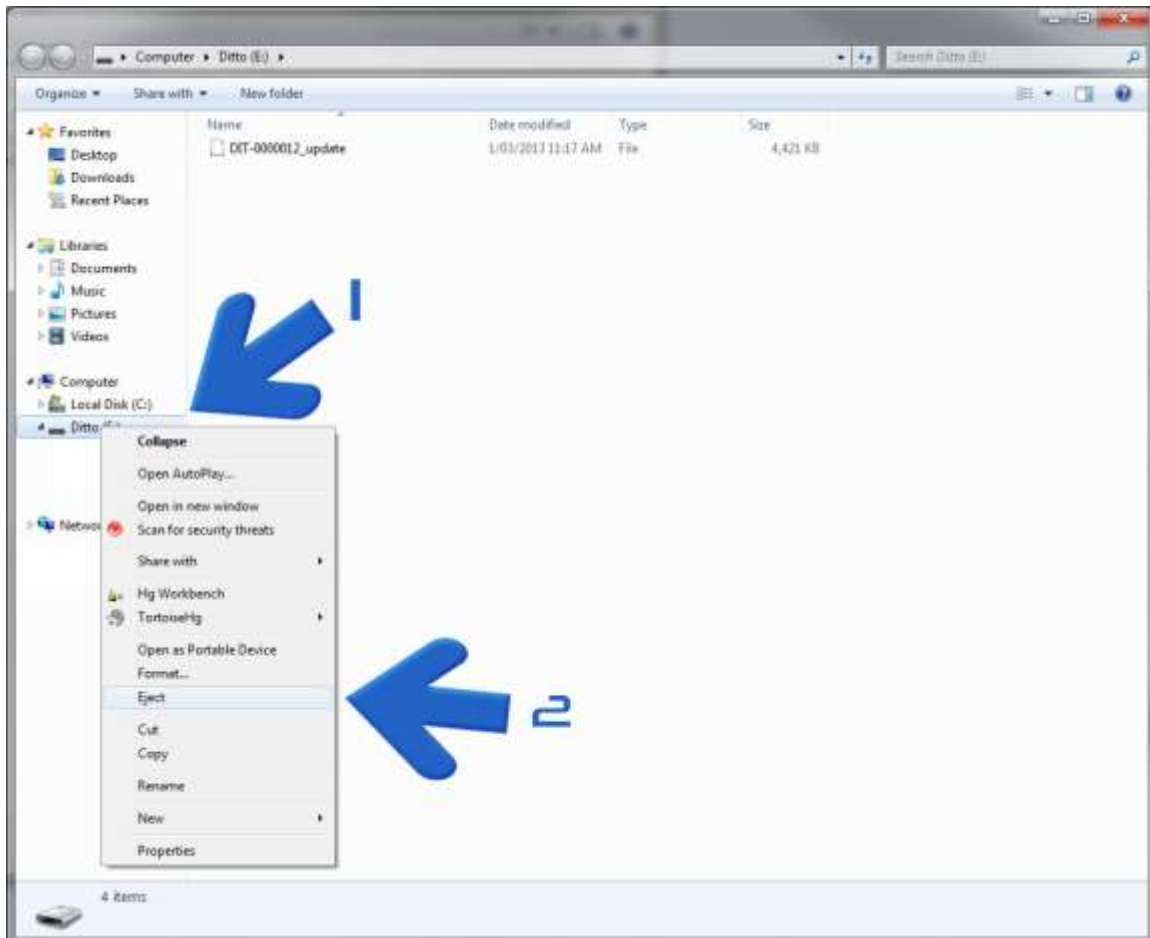 Computer ▸ Ditto (E:) ▸
Search Ditto (E:)
Organize
Share with
New folder
Favorites
Desktop
Downloads
Recent Places
Libraries
Documents
Music
Pictures
Videos
Computer
Local Disk (C:)
Ditto
Network
Name
Date modified
Type
Size
DIT-0000012_update
1/03/2013 11:17 AM
File
4,421 KB
1
Collapse
Open AutoPlay...
Open in new window
Scan for security threats
Share with
Hg Workbench
TortoiseHg
Open as Portable Device
Format...
Eject
2
Cut
Copy
Rename
New
Properties
4 items